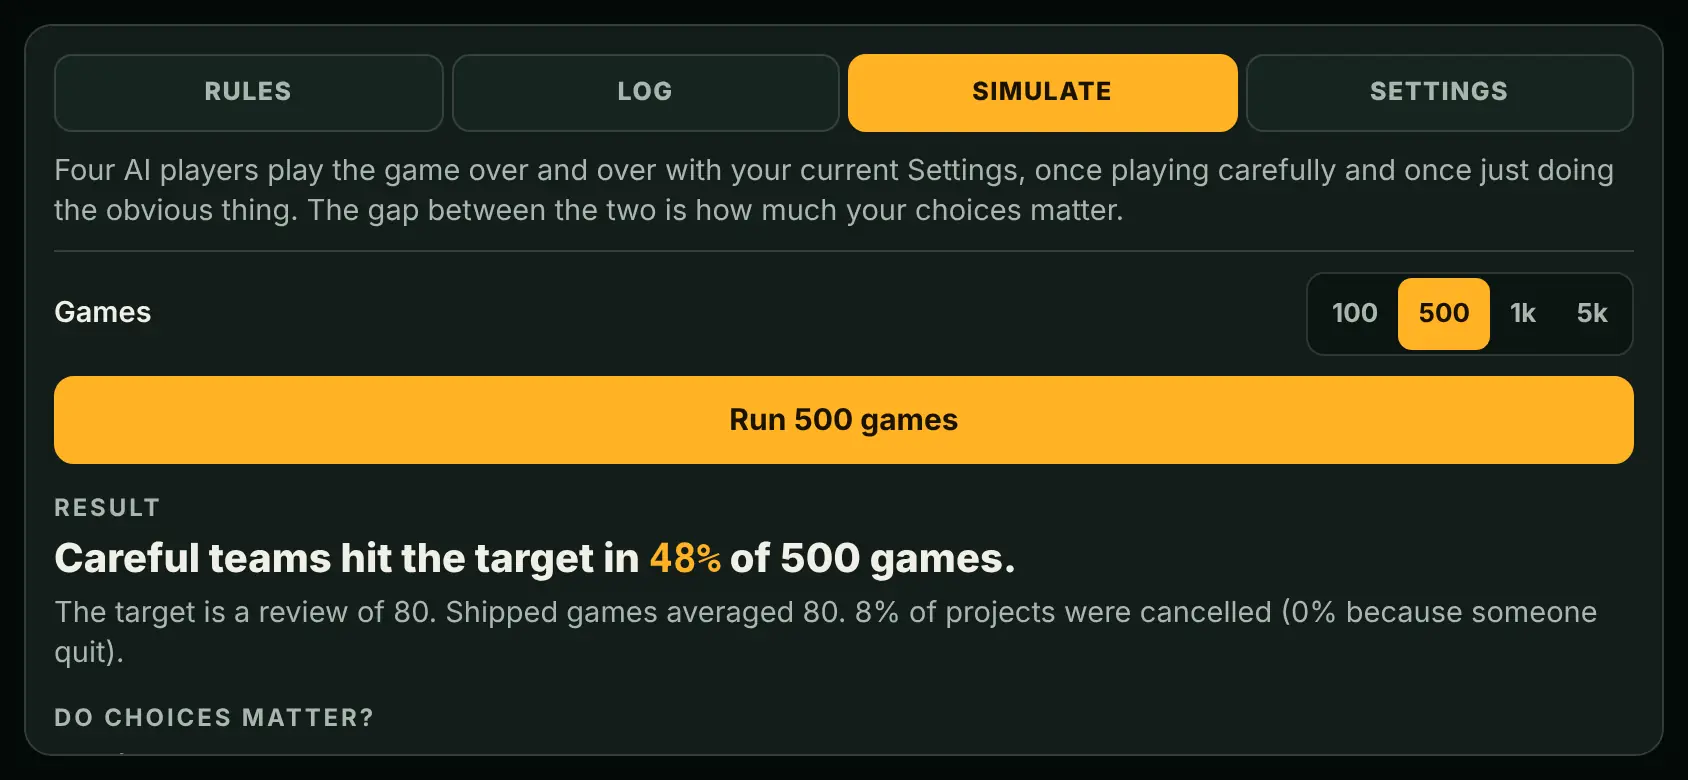 RULES
LOG
SIMULATE
SETTINGS
Four AI players play the game over and over with your current Settings, once playing carefully and once just doing
the obvious thing. The gap between the two is how much your choices matter.
Games
100
500
1k
5k
Run 500 games
RESULT
Careful teams hit the target in 48% of 500 games.
The target is a review of 80. Shipped games averaged 80. 8% of projects were cancelled (0% because someone
quit).
DO CHOICES MATTER?